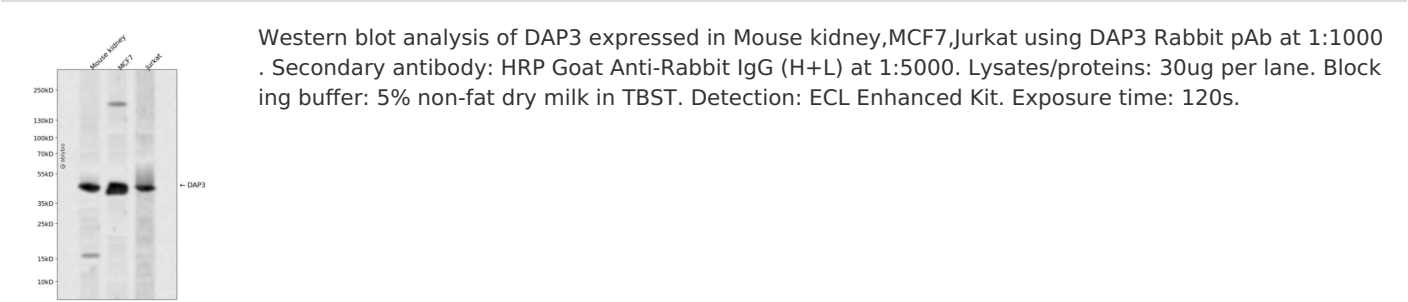 Mouse kidney
MCF7
Jurkat
250kD
130kD
100kD
70kD
55kD
35kD
25kD
15kD
10kD
@ abiybio
← DAP3
Western blot analysis of DAP3 expressed in Mouse kidney,MCF7,Jurkat using DAP3 Rabbit pAb at 1:1000
. Secondary antibody: HRP Goat Anti-Rabbit IgG (H+L) at 1:5000. Lysates/proteins: 30ug per lane. Block
ing buffer: 5% non-fat dry milk in TBST. Detection: ECL Enhanced Kit. Exposure time: 120s.